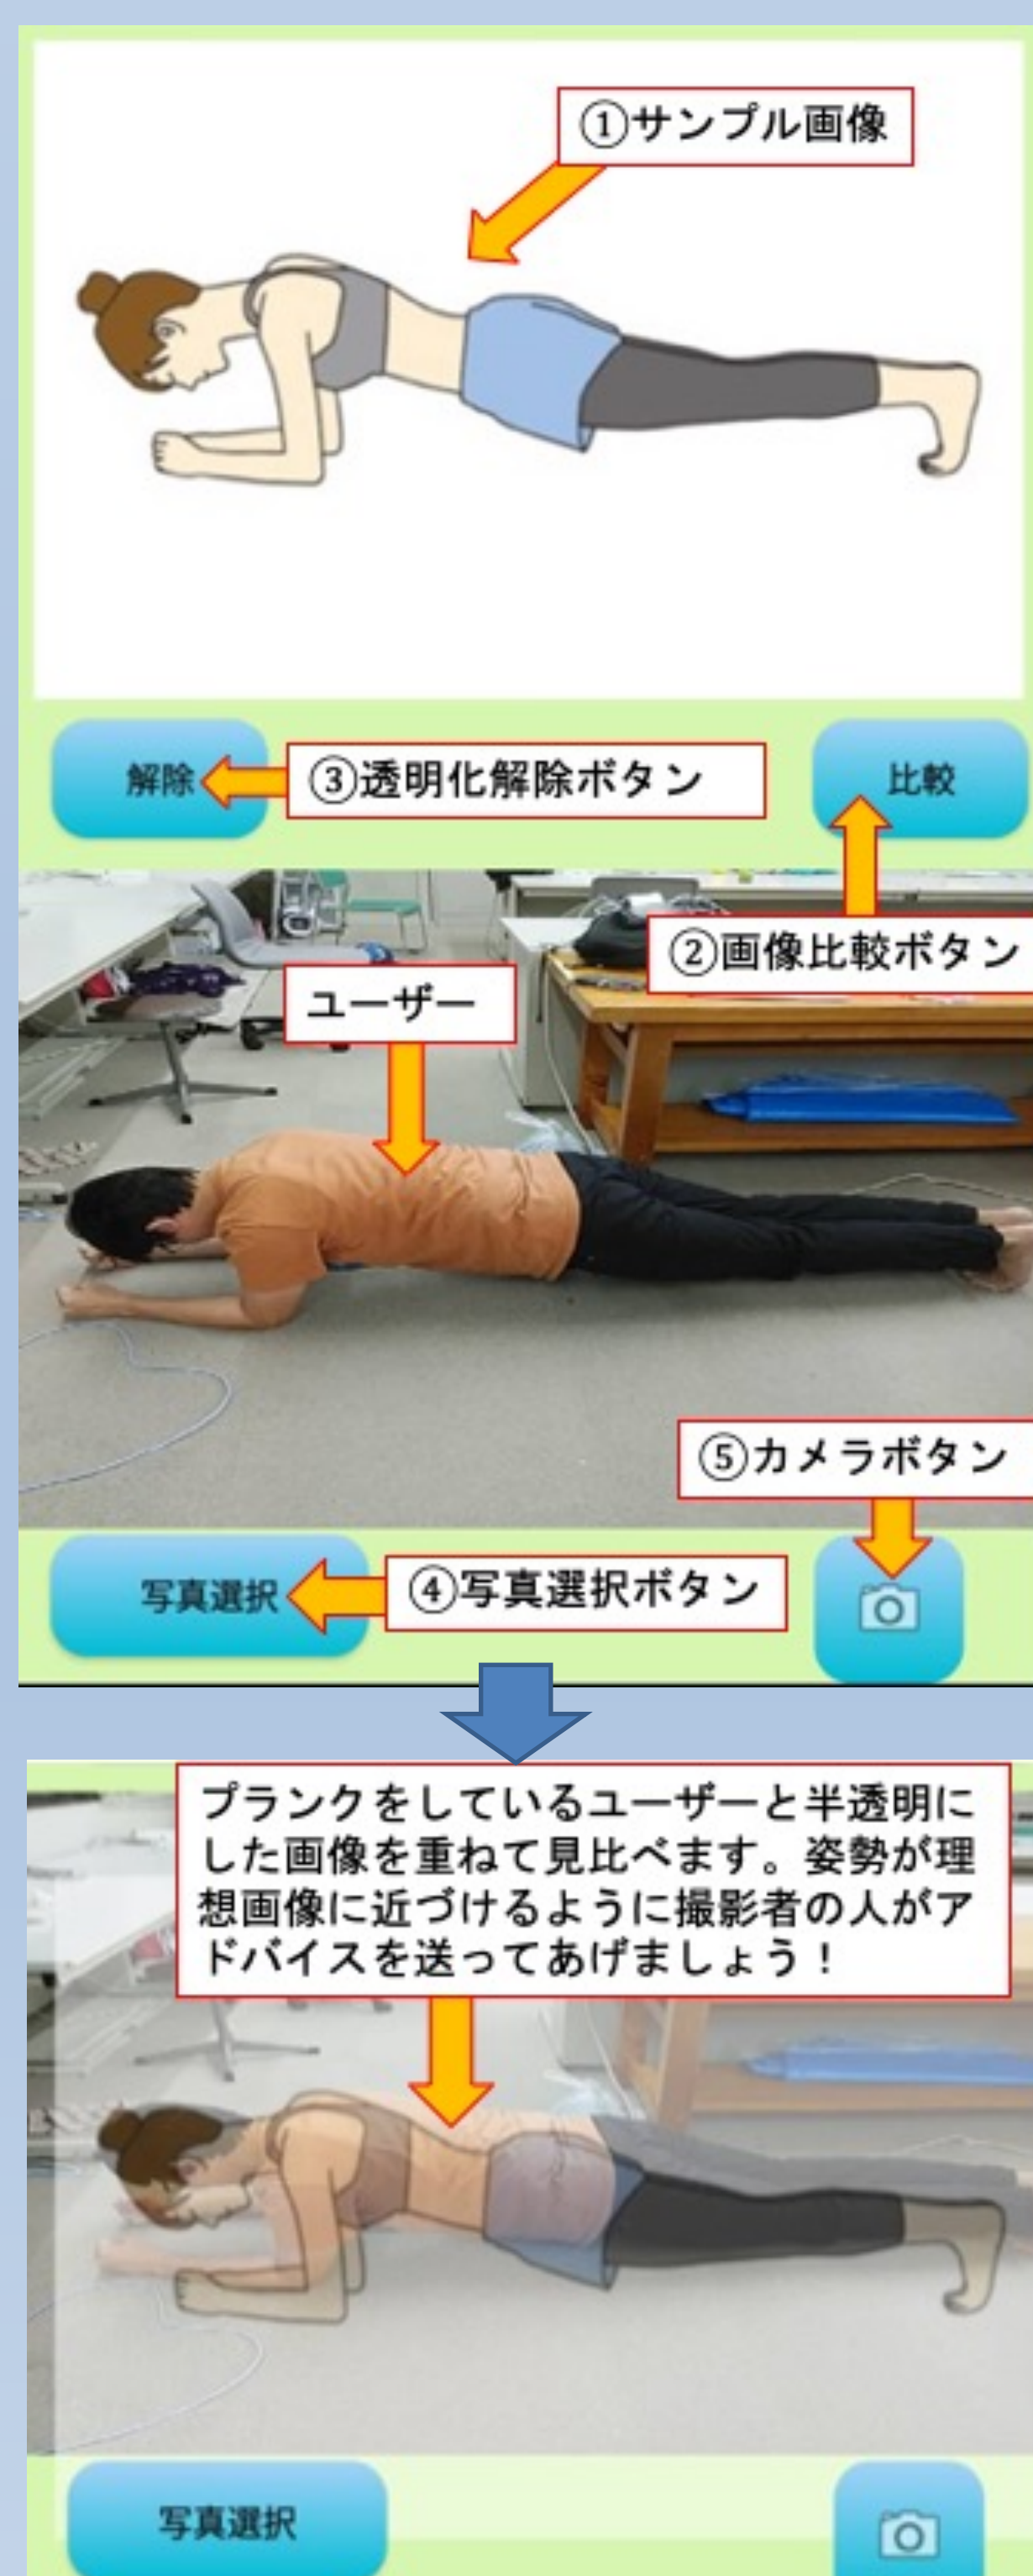 ①サンプル画像
解除
③透明化解除ボタン
比較
②画像比較ボタン
ユーザー
⑤カメラボタン
写真選択
④写真選択ボタン
プランクをしているユーザーと半透明に
した画像を重ねて見比べます。姿勢が理
想画像に近づけるように撮影者の人がア
ドバイスを送ってあげましょう！
写真選択